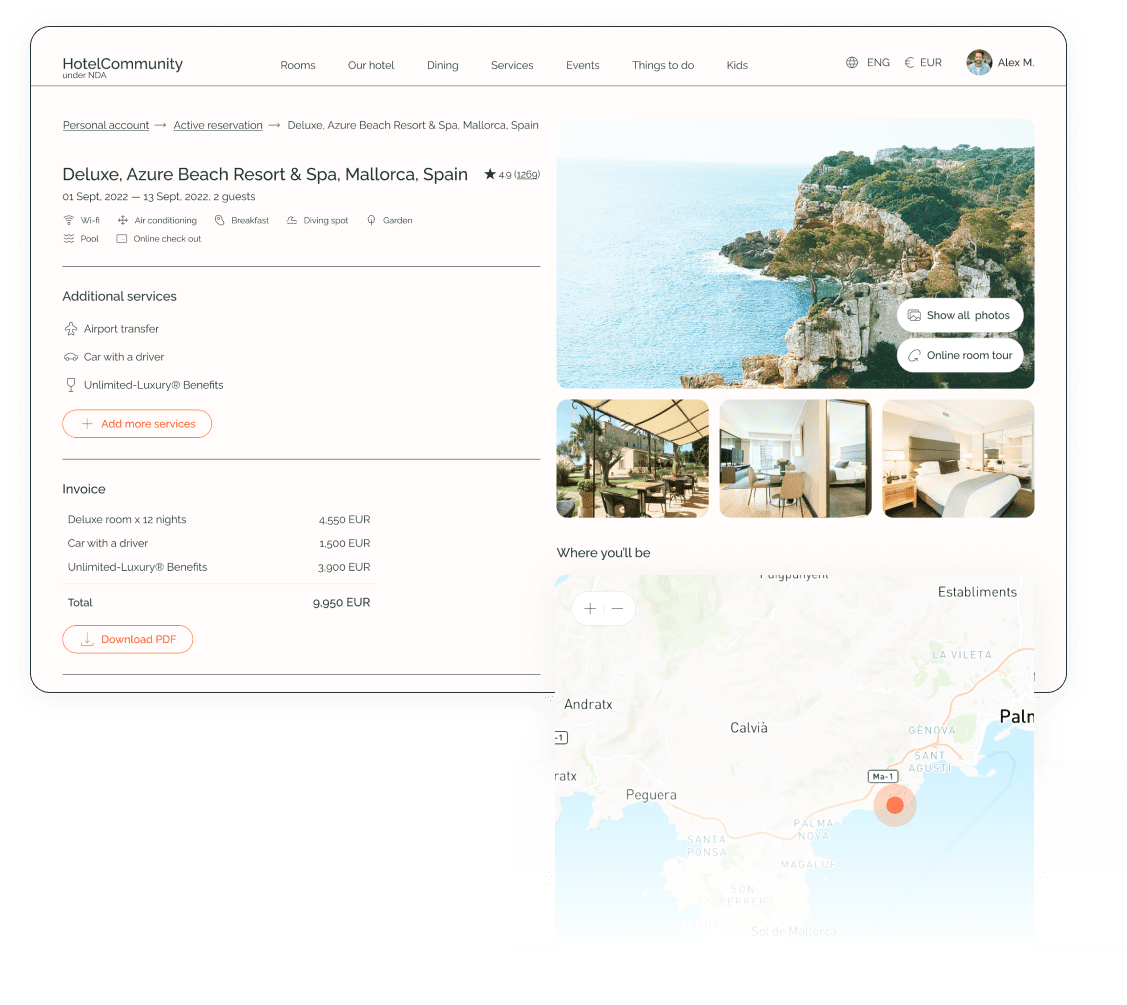 HotelCommunity
under NDA
Rooms
Our hotel
Dining
Services
Events
Things to do
Kids
ENG
EUR
Alex M.
Personal account → Active reservation → Deluxe, Azure Beach Resort & Spa, Mallorca, Spain
Deluxe, Azure Beach Resort & Spa, Mallorca, Spain
4.9 (1269)
01 Sept, 2022 — 13 Sept, 2022, 2 guests
Wi-fi
Air conditioning
Breakfast
Diving spot
Garden
Pool
Online check out
Additional services
Airport transfer
Car with a driver
Unlimited-Luxury® Benefits
Add more services
Invoice
Deluxe room x 12 nights 4,550 EUR
Car with a driver 1,500 EUR
Unlimited-Luxury® Benefits 3,900 EUR
Total 9,950 EUR
Download PDF
Show all photos
Online room tour
Where you'll be
Puigpunyent
Establiments
LA VILETA
Andratx
Paln
Calvià
GÈNOVA
-1
SANT
AGUSTÍ
ratx
Ma-1
Peguera
PALMA
NOVA
SANTA
PONSA
MAGALUF
SON
FERRER
Sol de Mallorca